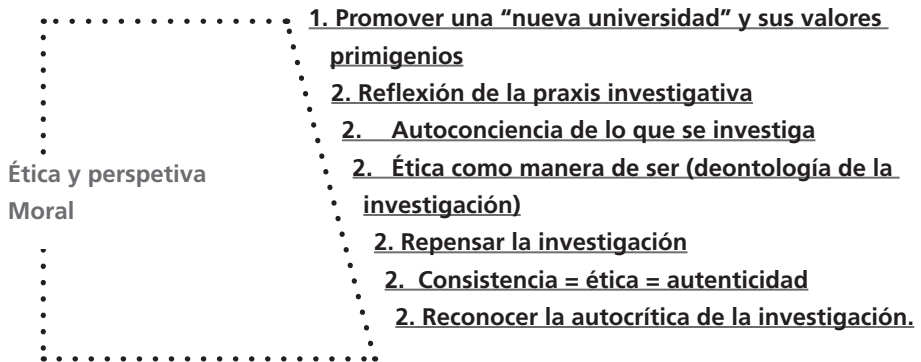 1. Promover una “nueva universidad” y sus valores
primigenios
2. Reflexión de la praxis investigativa
2. Autoconciencia de lo que se investiga
Ética y perspetiva
Moral
2. Ética como manera de ser (deontología de la
investigación)
2. Repensar la investigación
2. Consistencia = ética = autenticidad
2. Reconocer la autocrítica de la investigación.